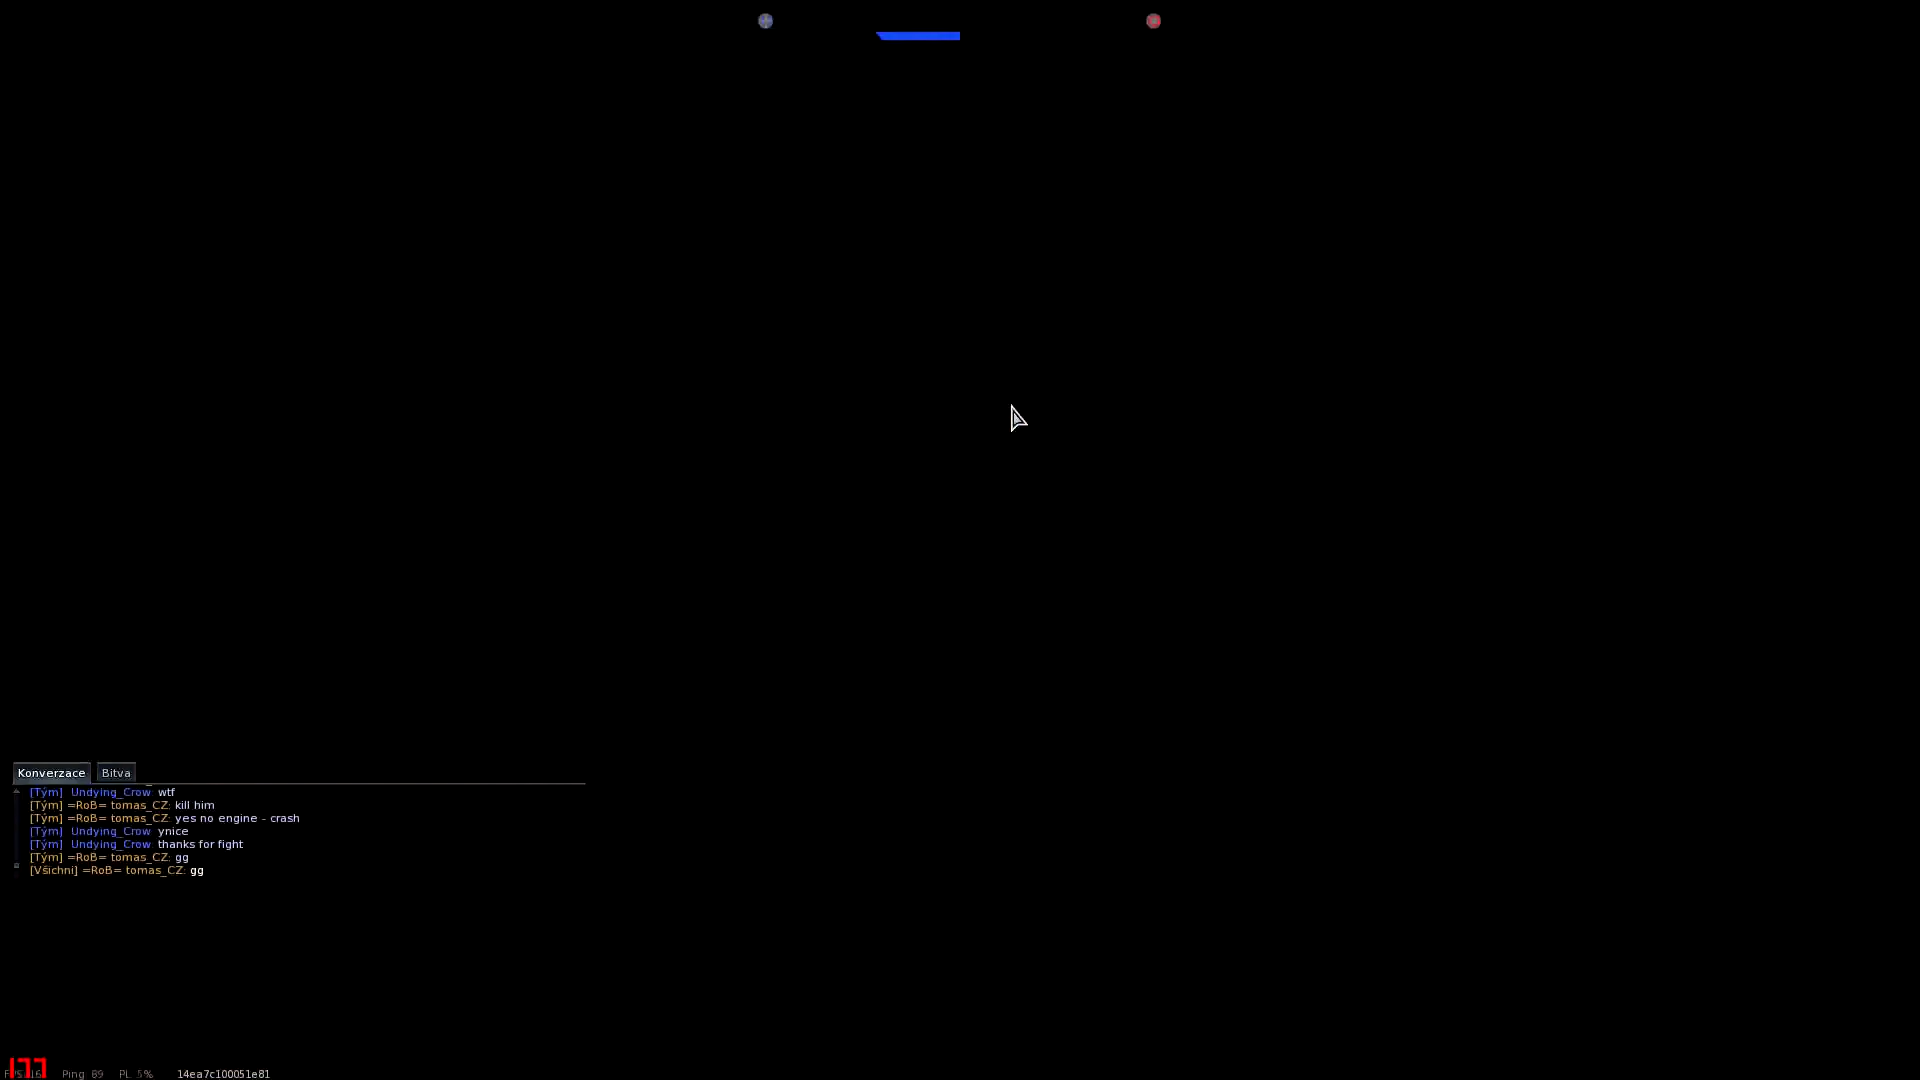 Konverzace Bitva
[Tým] Undying_Crow: wtf
[Tým] =RoB= tomas_CZ: kill him
[Tým] =RoB= tomas_CZ: yes no engine - crash
[Tým] Undying_Crow: ynice
[Tým] Undying_Crow: thanks for fight
[Tým] =RoB= tomas_CZ: gg
[Všichni] =RoB= tomas_CZ: gg
177
Ping: 89 PL: 5% 14ea7c100051e81